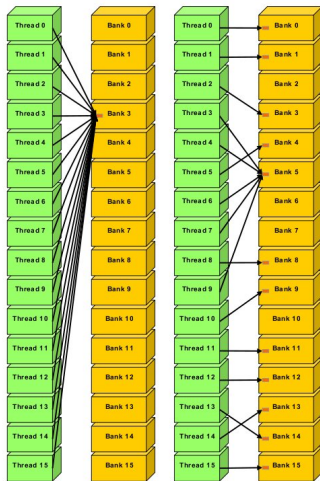 Thread 0 Bank 0 Thread 0 Bank 0
Thread 1 Bank 1 Thread 1 Bank 1
Thread 2 Bank 2 Thread 2 Bank 2
Thread 3 Bank 3 Thread 3 Bank 3
Thread 4 Bank 4 Thread 4 Bank 4
Thread 5 Bank 5 Thread 5 Bank 5
Thread 6 Bank 6 Thread 6 Bank 6
Thread 7 Bank 7 Thread 7 Bank 7
Thread 8 Bank 8 Thread 8 Bank 8
Thread 9 Bank 9 Thread 9 Bank 9
Thread 10 Bank 10 Thread 10 Bank 10
Thread 11 Bank 11 Thread 11 Bank 11
Thread 12 Bank 12 Thread 12 Bank 12
Thread 13 Bank 13 Thread 13 Bank 13
Thread 14 Bank 14 Thread 14 Bank 14
Thread 15 Bank 15 Thread 15 Bank 15